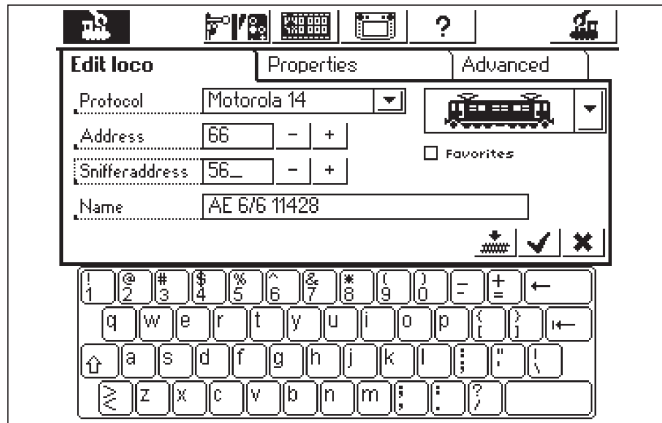 ?
Edit loco Properties Advanced
Protocol Motorola 14
Address 66 - +
Favorites
Snifferaddress 56_ - +
Name AE 6/6 11428
! 1 @ 2 # 3 $ 4 % 5 ^ 6 & 7 * 8 ( 9 ) 0 _ - + = ←
q w e r t y u i o p { [ } ]
a s d f g h j k l : ; " ' | \
z x c v b n m ? /